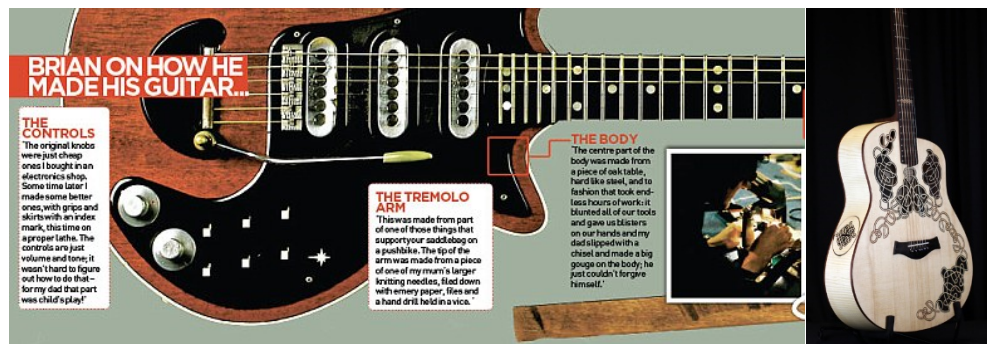 BRIAN ON HOW HE
MADE HIS GUITAR...
THE
CONTROLS
'The original knobs
were just cheap
ones I bought in an
electronics shop.
Some time later I
made some better
ones, with grips and
skirts with an index
mark, this time on
a proper lathe. The
controls are just
volume and tone; it
wasn't hard to figure
out how to do that –
for my dad that part
was child's play!'
THE TREMOLO
ARM
'This was made from part
of one of those things that
support your saddlebag on
a pushbike. The tip of the
arm was made from a piece
of one of my mum's larger
knitting needles, filed down
with emery paper, files and
a hand drill held in a vice.'
THE BODY
'The centre part of the
body was made from
a piece of oak table,
hard like steel, and to
fashion that took end-
less hours of work: it
blunted all of our tools
and gave us blisters
on our hands and my
dad slipped with a
chisel and made a big
gouge on the body; he
just couldn't forgive
himself.'